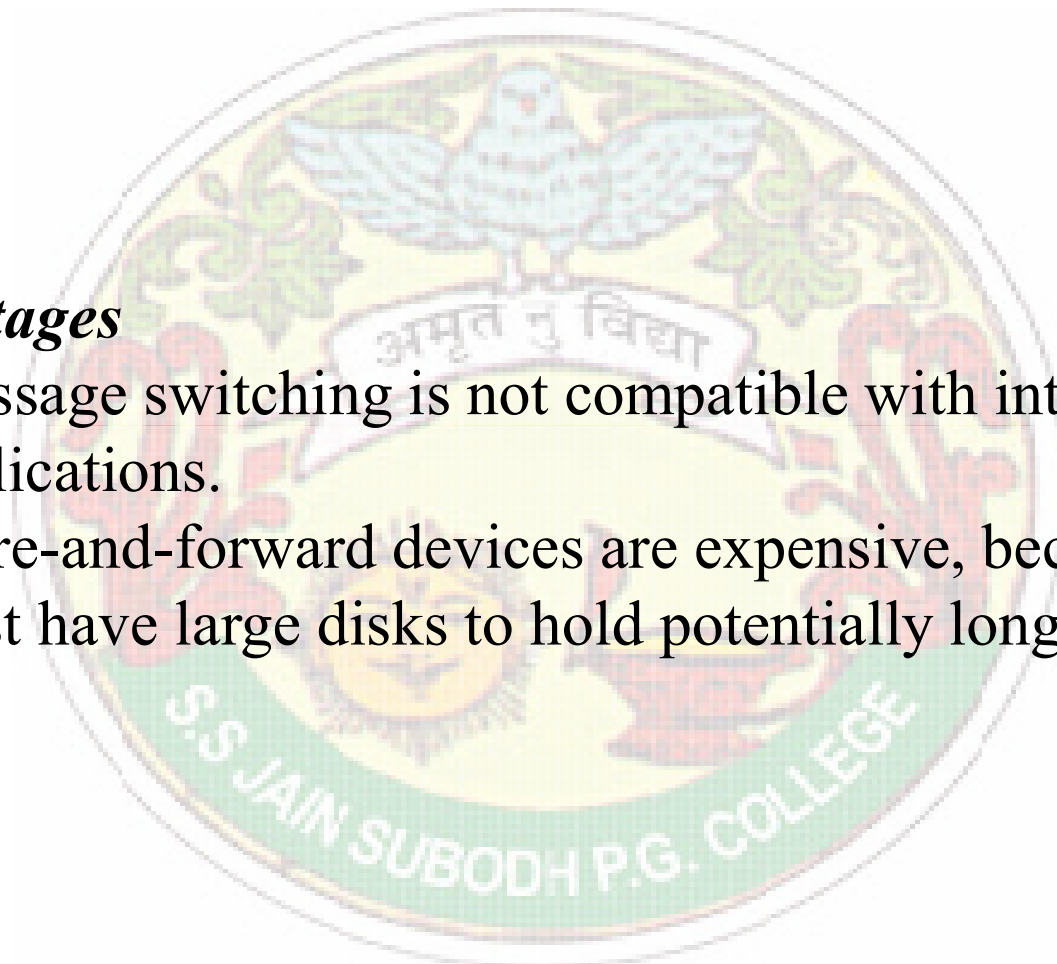 tages
ssage switching is not compatible with int
lications.
re-and-forward devices are expensive, bec
t have large disks to hold potentially long
अमृत नु विद्या
S.S JAIN SUBODH P.G. COLLEGE